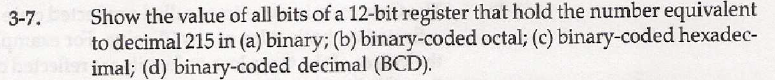 3-7. Show the value of all bits of a 12-bit register that hold the number equivalent
to decimal 215 in (a) binary; (b) binary-coded octal; (c) binary-coded hexadec-
imal; (d) binary-coded decimal (BCD).